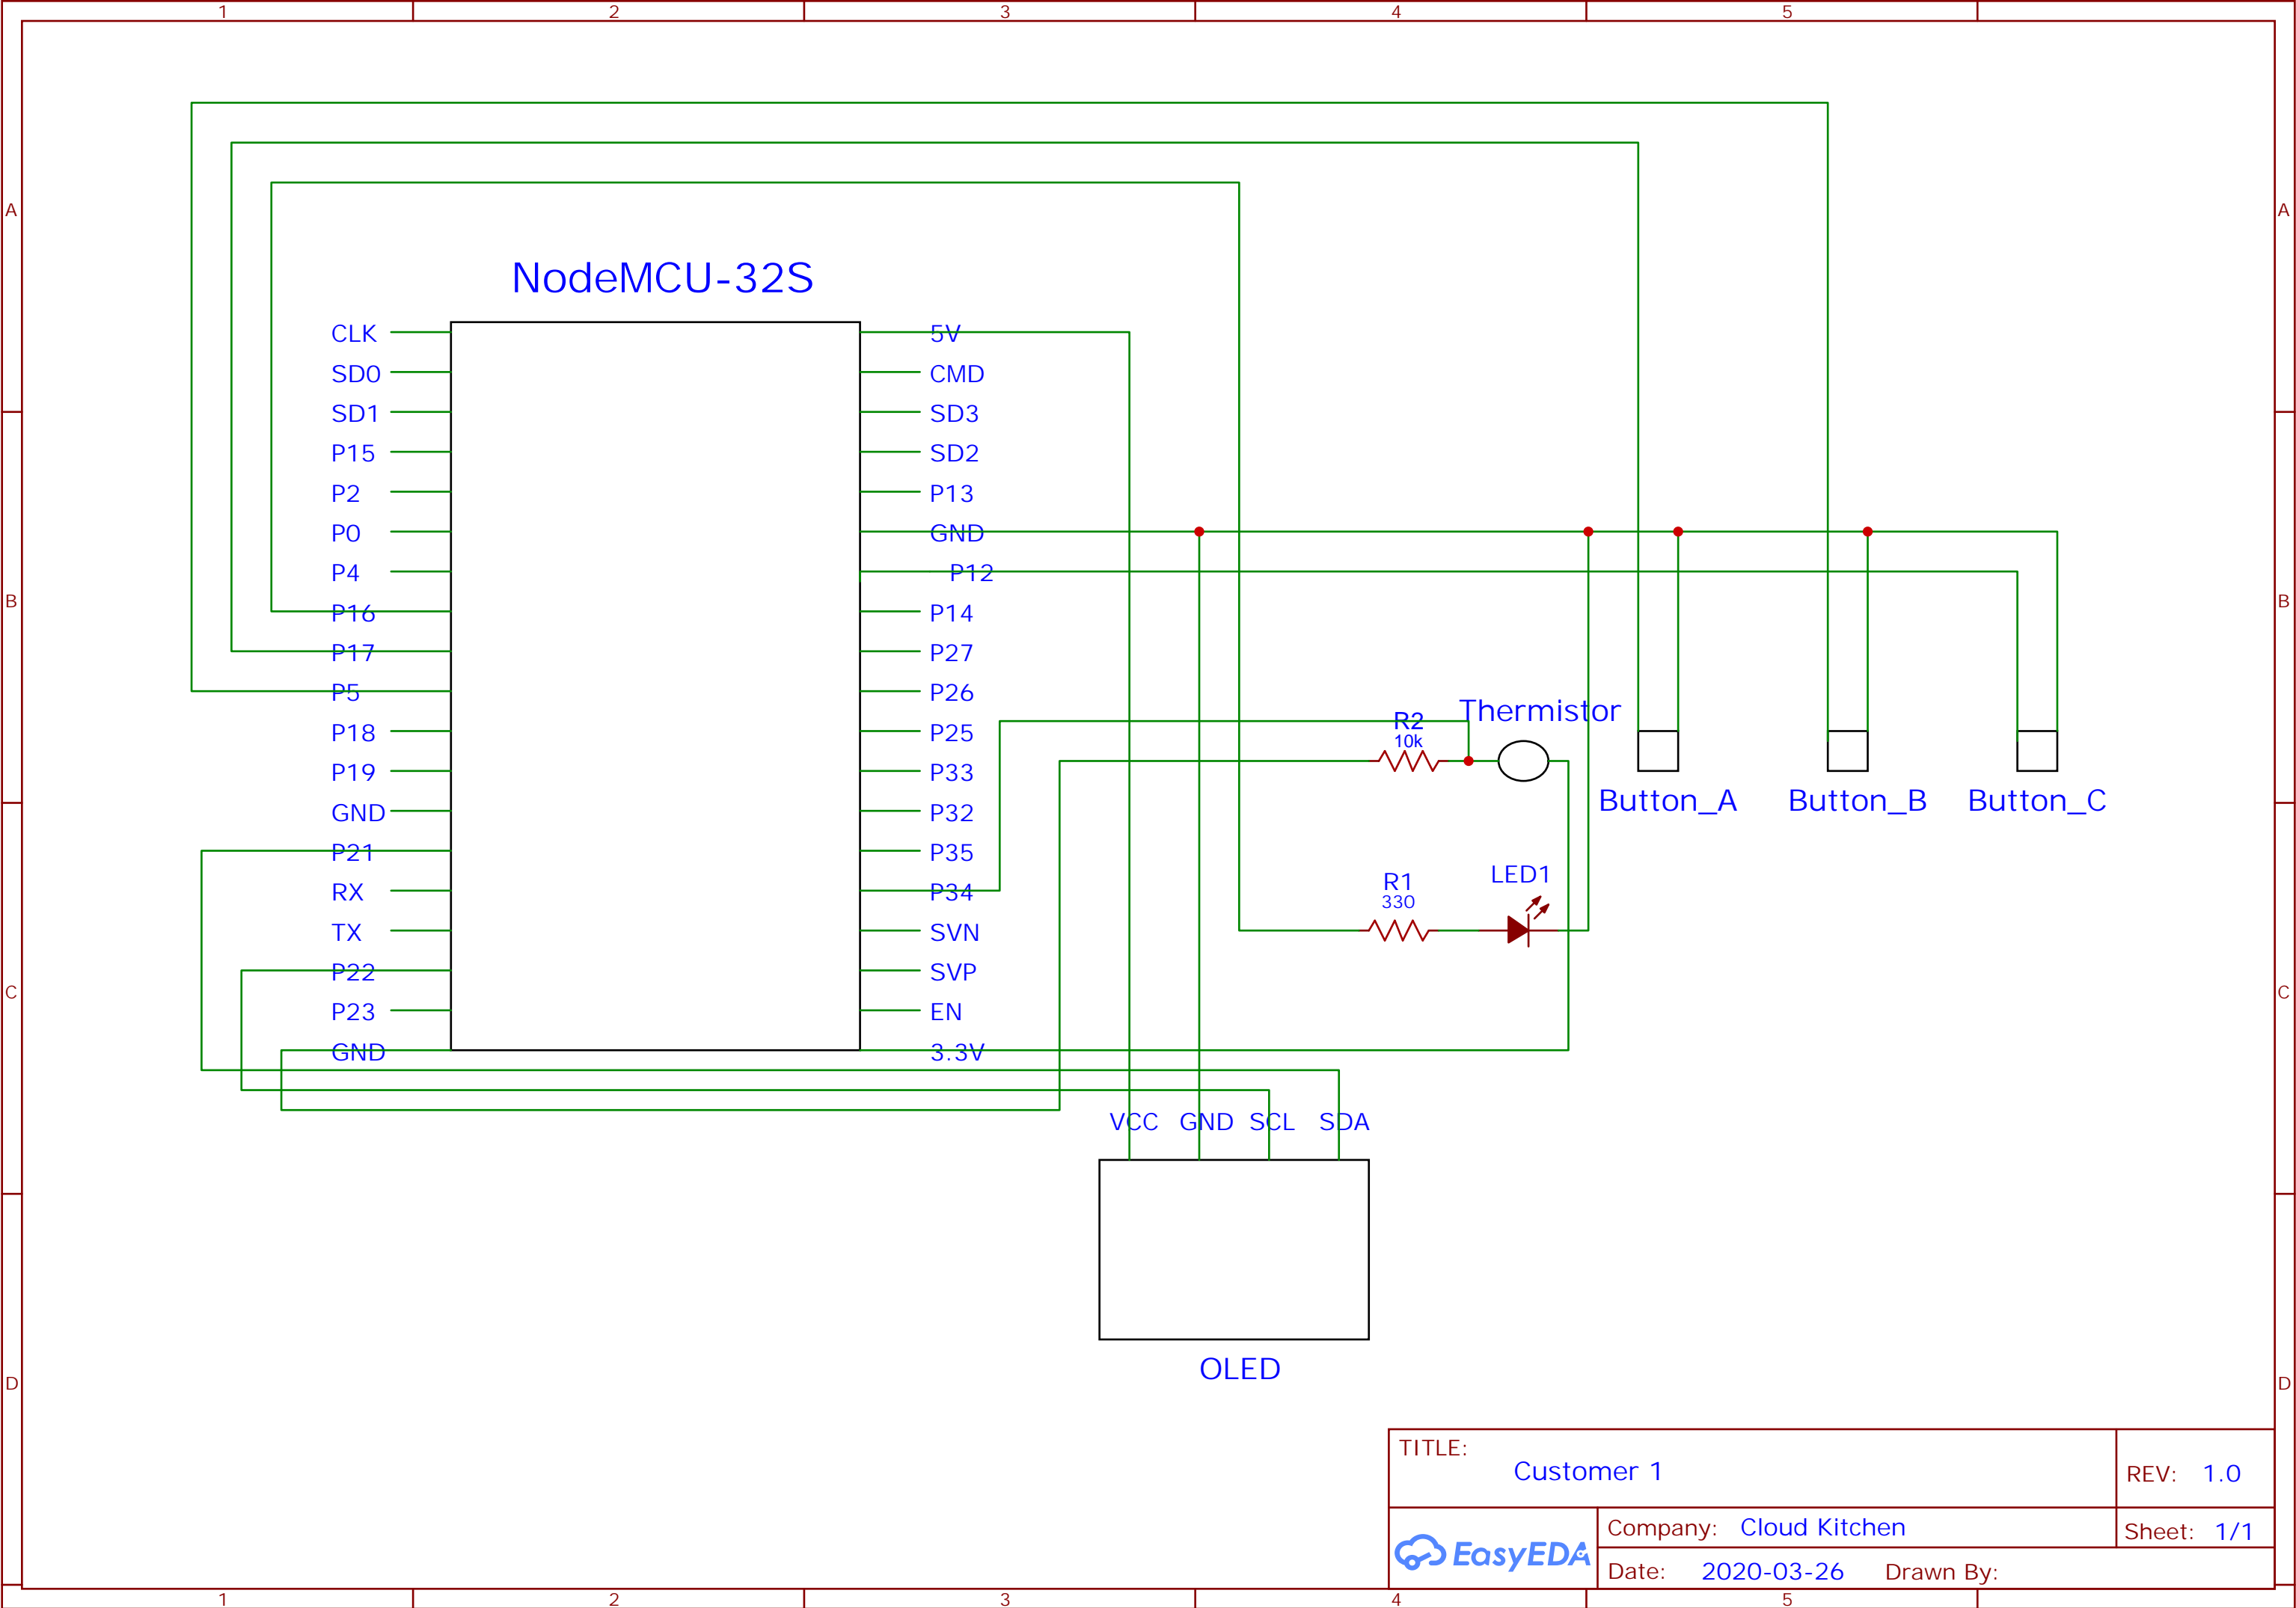 1 2 3 4 5
A A
NodeMCU-32S
CLK 5V
SD0 CMD
SD1 SD3
P15 SD2
P2 P13
P0 GND
P4 P12
B B
P16 P14
P17 P27
P5 P26
Thermistor
R2
P18 P25
10k
P19 P33
Button_A Button_B Button_C
GND P32
P21 P35
LED1
R1
330
RX P34
TX SVN
P22 SVP
C C
P23 EN
GND 3.3V
VCC GND SCL SDA
OLED
D D
TITLE:
Customer 1
REV: 1.0
EasyEDA
Company: Cloud Kitchen
Sheet: 1/1
Date: 2020-03-26 Drawn By:
1 2 3 4 5